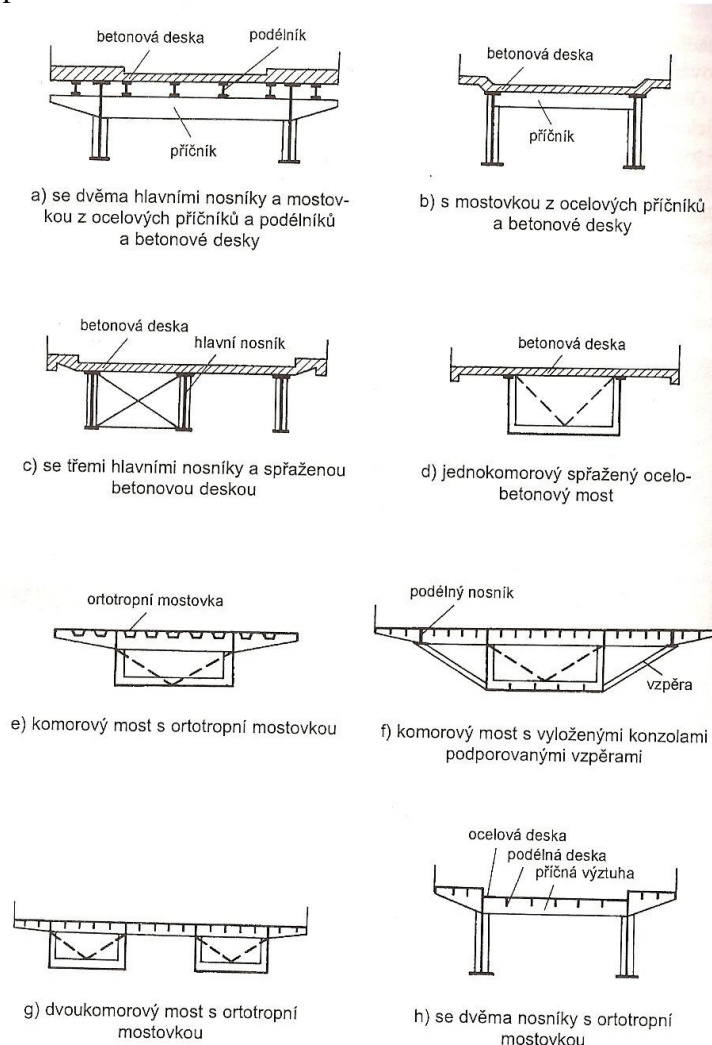 betonová deska
podélník
příčník
a) se dvěma hlavními nosníky a mostov-
kou z ocelových příčníků a podélníků
a betonové desky
betonová deska
příčník
b) s mostovkou z ocelových příčníků
a betonové desky
betonová deska
hlavní nosník
c) se třemi hlavními nosníky a spřaženou
betonovou deskou
betonová deska
d) jednokomorový spřažený ocelo-
betonový most
ortotropní mostovka
e) komorový most s ortotropní mostovkou
podélný nosník
vzpěra
f) komorový most s vyloženými konzolami
podporovanými vzpěrami
g) dvoukomorový most s ortotropní
mostovkou
ocelová deska
podélná deska
příčná výztuha
h) se dvěma nosníky s ortotropní
mostovkou